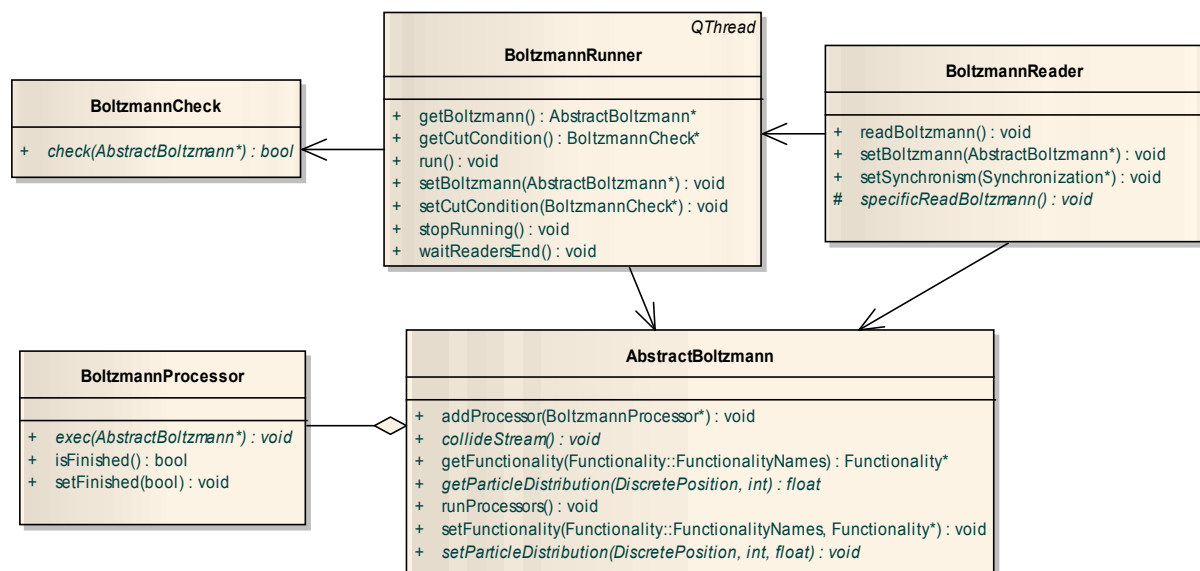 BoltzmannCheck
+ check(AbstractBoltzmann*) : bool
QThread
BoltzmannRunner
+ getBoltzmann() : AbstractBoltzmann*
+ getCutCondition() : BoltzmannCheck*
+ run() : void
+ setBoltzmann(AbstractBoltzmann*) : void
+ setCutCondition(BoltzmannCheck*) : void
+ stopRunning() : void
+ waitReadersEnd() : void
BoltzmannReader
+ readBoltzmann() : void
+ setBoltzmann(AbstractBoltzmann*) : void
+ setSynchronism(Synchronization*) : void
# specificReadBoltzmann() : void
BoltzmannProcessor
+ exec(AbstractBoltzmann*) : void
+ isFinished() : bool
+ setFinished(bool) : void
AbstractBoltzmann
+ addProcessor(BoltzmannProcessor*) : void
+ collideStream() : void
+ getFunctionality(Functionality::FunctionalityNames) : Functionality*
+ getParticleDistribution(DiscretePosition, int) : float
+ runProcessors() : void
+ setFunctionality(Functionality::FunctionalityNames, Functionality*) : void
+ setParticleDistribution(DiscretePosition, int, float) : void